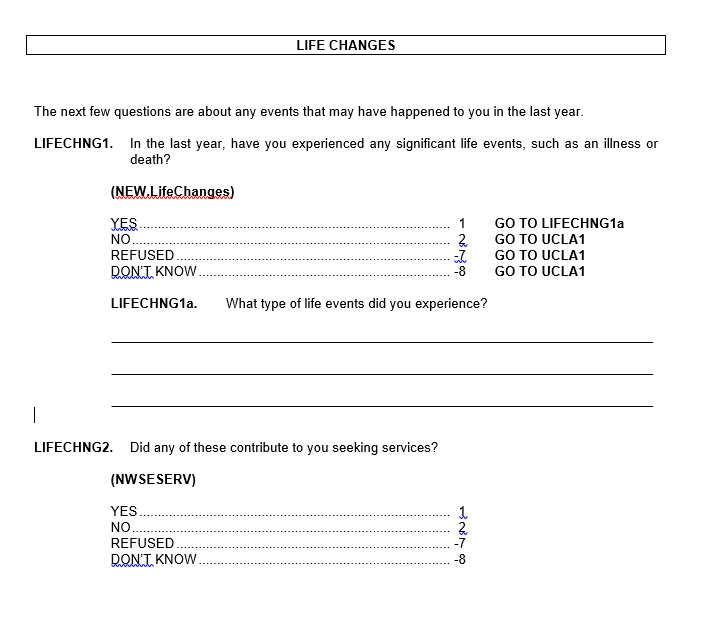 LIFE CHANGES
The next few questions are about any events that may have happened to you in the last year.
LIFECHNG1. In the last year, have you experienced any significant life events, such as an illness or
death?
(NEW.LifeChanges)
YES.......................................................................................... 1 GO TO LIFECHNG1a
NO............................................................................................ 2 GO TO UCLA1
REFUSED................................................................................ -7 GO TO UCLA1
DON'T KNOW.......................................................................... -8 GO TO UCLA1
LIFECHNG1a. What type of life events did you experience?
LIFECHNG2. Did any of these contribute to you seeking services?
(NWSESERV)
YES.......................................................................................... 1
NO............................................................................................ 2
REFUSED................................................................................ -7
DON'T KNOW.......................................................................... -8